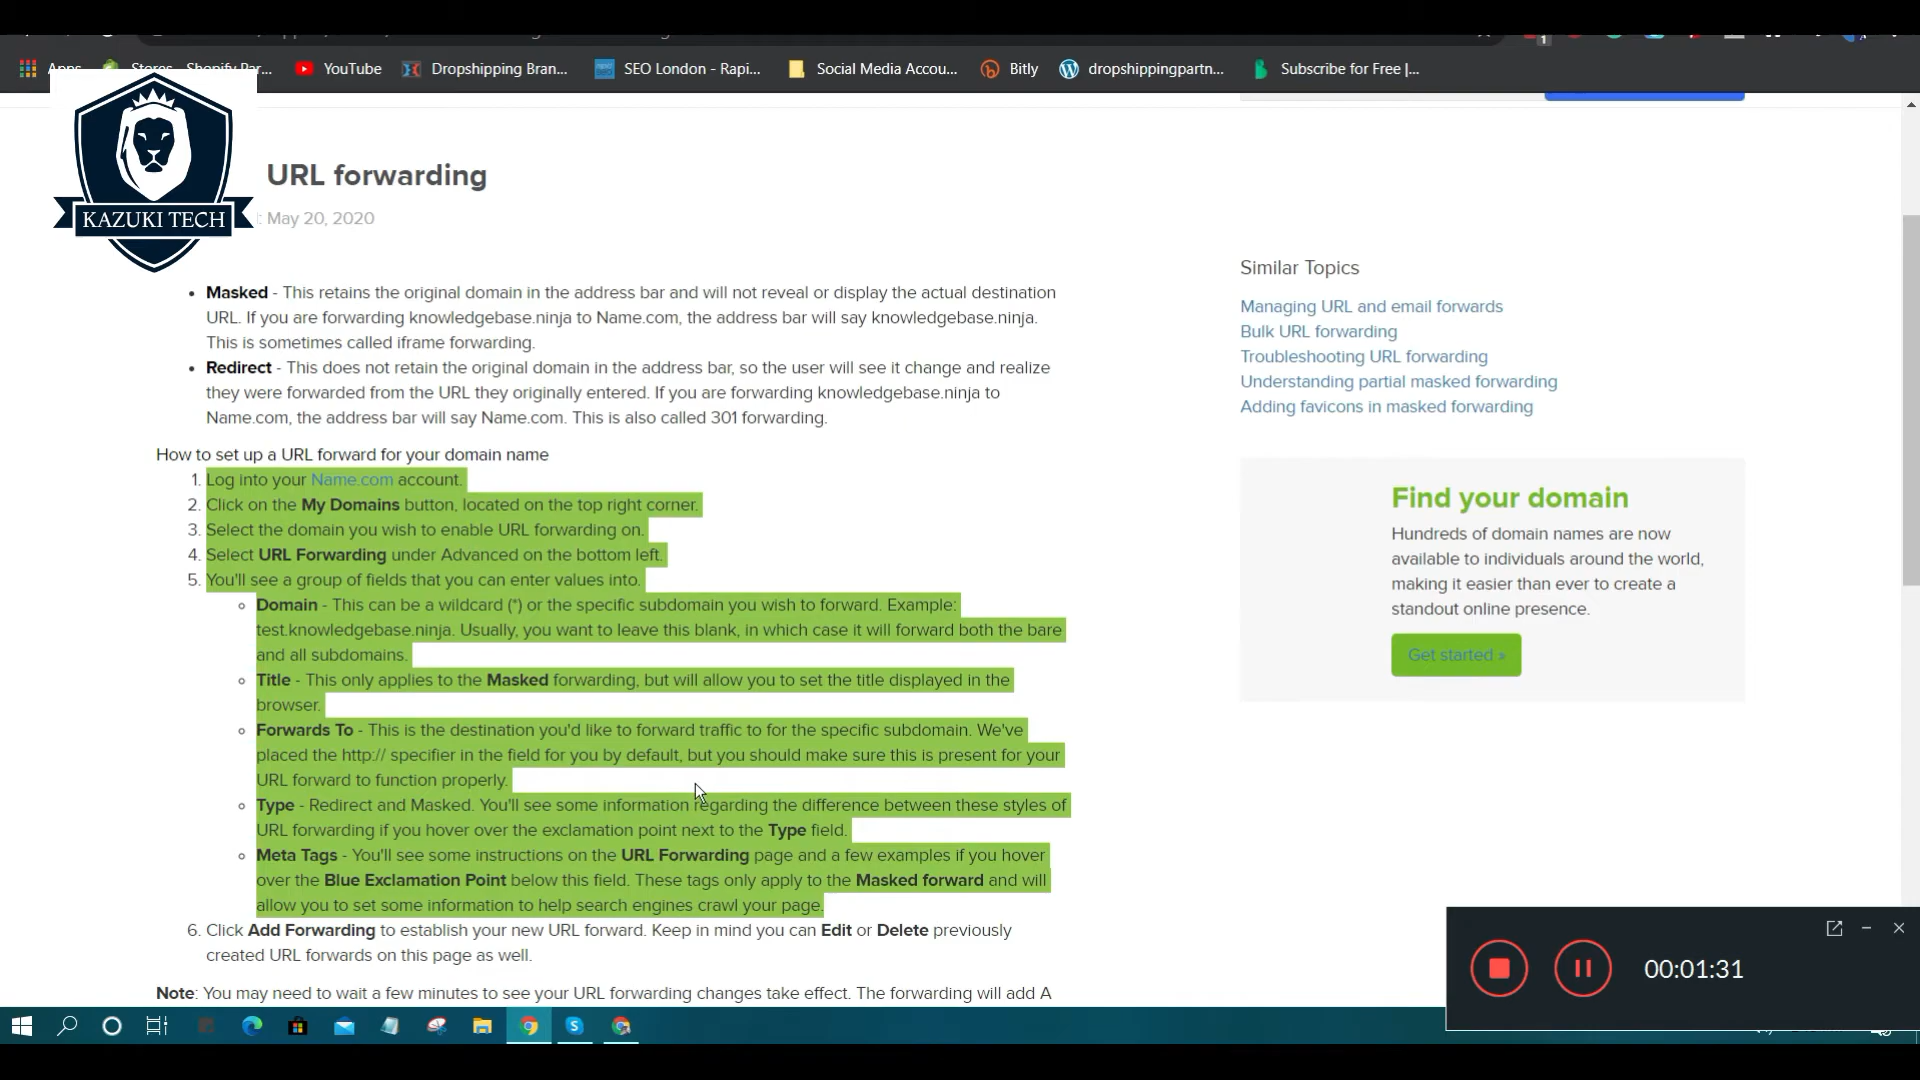 Apps
Stores · Shopify Par...
YouTube
Dropshipping Bran...
SEO London - Rapi...
Social Media Accou...
Bitly
dropshippingpartn...
Subscribe for Free |...
KAZUKI TECH
URL forwarding
: May 20, 2020
• Masked - This retains the original domain in the address bar and will not reveal or display the actual destination
URL. If you are forwarding knowledgebase.ninja to Name.com, the address bar will say knowledgebase.ninja.
This is sometimes called iframe forwarding.
• Redirect - This does not retain the original domain in the address bar, so the user will see it change and realize
they were forwarded from the URL they originally entered. If you are forwarding knowledgebase.ninja to
Name.com, the address bar will say Name.com. This is also called 301 forwarding.
How to set up a URL forward for your domain name
1. Log into your Name.com account.
2. Click on the My Domains button, located on the top right corner.
3. Select the domain you wish to enable URL forwarding on.
4. Select URL Forwarding under Advanced on the bottom left.
5. You'll see a group of fields that you can enter values into.
Domain - This can be a wildcard (*) or the specific subdomain you wish to forward. Example:
test.knowledgebase.ninja. Usually, you want to leave this blank, in which case it will forward both the bare
and all subdomains.
Title - This only applies to the Masked forwarding, but will allow you to set the title displayed in the
browser.
Forwards To - This is the destination you'd like to forward traffic to for the specific subdomain. We've
placed the http:// specifier in the field for you by default, but you should make sure this is present for your
URL forward to function properly.
Type - Redirect and Masked. You'll see some information regarding the difference between these styles of
URL forwarding if you hover over the exclamation point next to the Type field.
Meta Tags - You'll see some instructions on the URL Forwarding page and a few examples if you hover
over the Blue Exclamation Point below this field. These tags only apply to the Masked forward and will
allow you to set some information to help search engines crawl your page.
6. Click Add Forwarding to establish your new URL forward. Keep in mind you can Edit or Delete previously
created URL forwards on this page as well.
Note: You may need to wait a few minutes to see your URL forwarding changes take effect. The forwarding will add A
Similar Topics
Managing URL and email forwards
Bulk URL forwarding
Troubleshooting URL forwarding
Understanding partial masked forwarding
Adding favicons in masked forwarding
Find your domain
Hundreds of domain names are now
available to individuals around the world,
making it easier than ever to create a
standout online presence.
Get started »
00:01:31